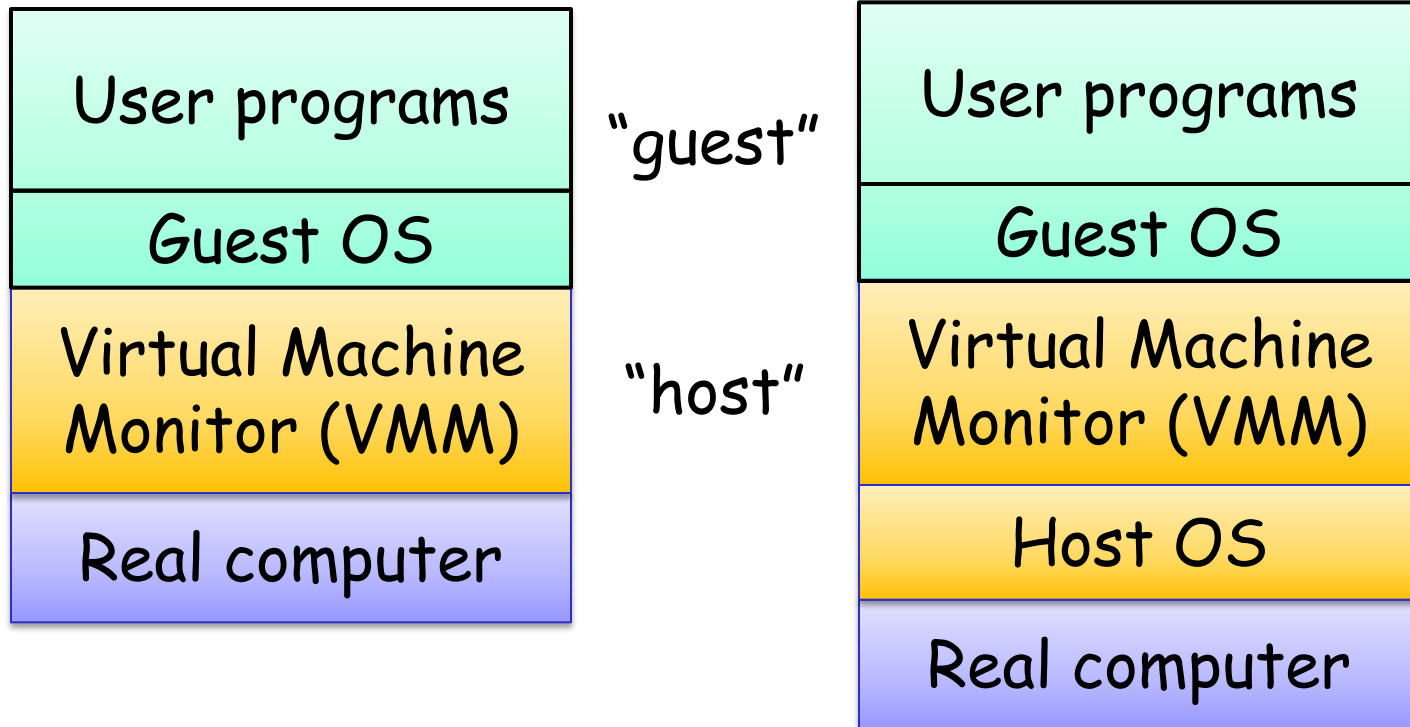 User programs
Guest OS
Virtual Machine
Monitor (VMM)
Real computer
“guest”
“host”
User programs
Guest OS
Virtual Machine
Monitor (VMM)
Host OS
Real computer